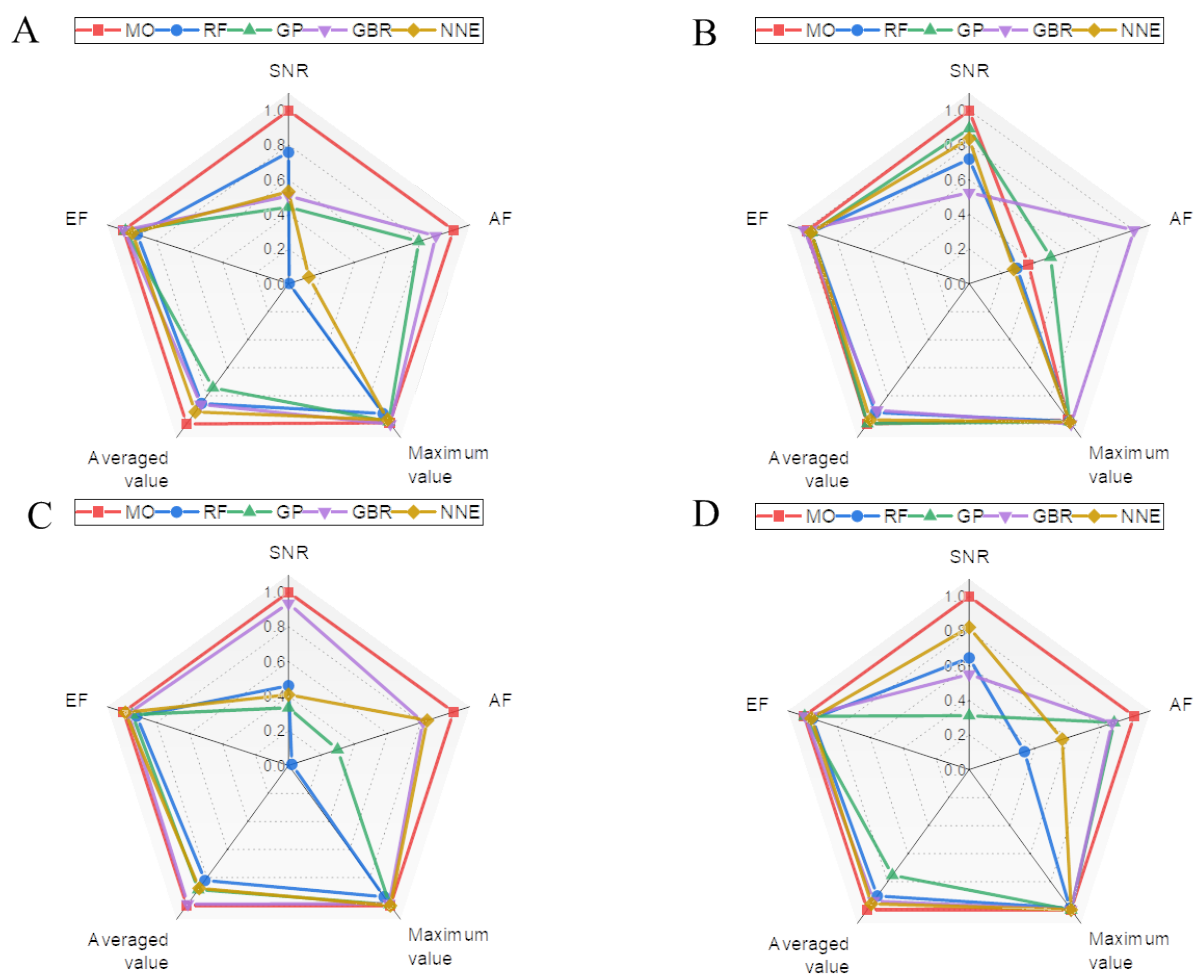 A
MO RF GP GBR NNE
SNR
1.0
0.8
0.6
0.4
0.2
0.0
EF
AF
Averaged
value
Maximum
value
B
MO RF GP GBR NNE
SNR
1.0
0.8
0.6
0.4
0.2
0.0
EF
AF
Averaged
value
Maximum
value
C
MO RF GP GBR NNE
SNR
1.0
0.8
0.6
0.4
0.2
0.0
EF
AF
Averaged
value
Maximum
value
D
MO RF GP GBR NNE
SNR
1.0
0.8
0.6
0.4
0.2
0.0
EF
AF
Averaged
value
Maximum
value